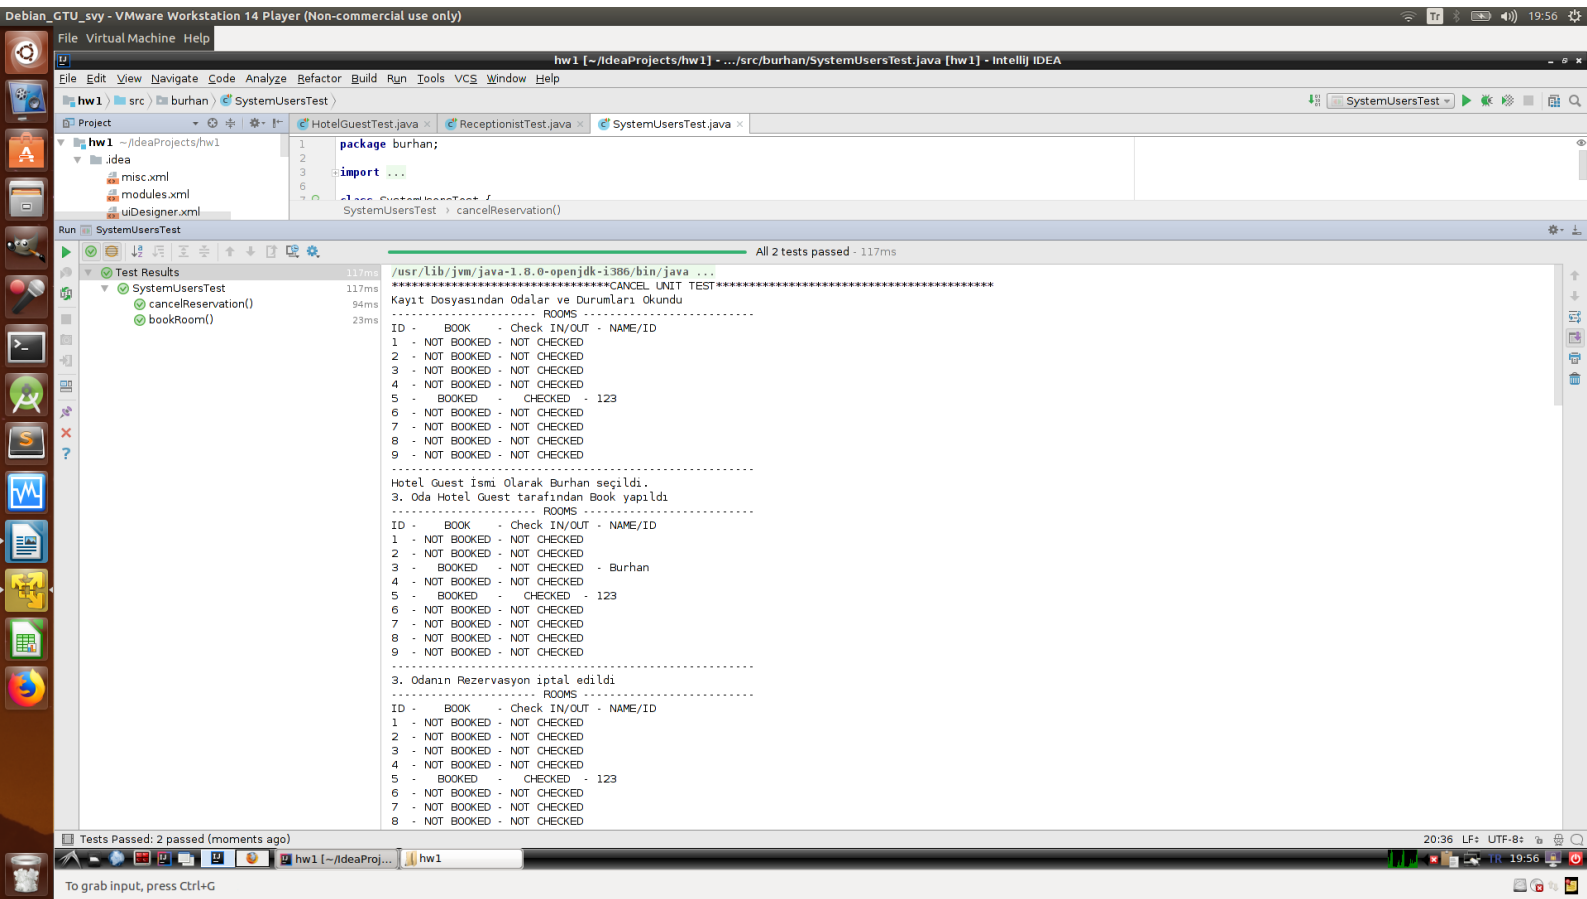 Debian_GTU_svy - VMware Workstation 14 Player (Non-commercial use only)
Tr
19:56
File Virtual Machine Help
hw1 [~/IdeaProjects/hw1] - .../src/burhan/SystemUsersTest.java [hw1] - IntelliJ IDEA
File Edit View Navigate Code Analyze Refactor Build Run Tools VCS Window Help
hw1 src burhan SystemUsersTest
SystemUsersTest
Project
HotelGuestTest.java ReceptionistTest.java SystemUsersTest.java
hw1 ~/IdeaProjects/hw1
.idea
misc.xml
modules.xml
uiDesigner.xml
1 package burhan;
2
3 import ...
6
7 class SystemUsersTest {
SystemUsersTest › cancelReservation()
Run SystemUsersTest
All 2 tests passed - 117ms
Test Results 117ms
SystemUsersTest 117ms
cancelReservation() 94ms
bookRoom() 23ms
/usr/lib/jvm/java-1.8.0-openjdk-i386/bin/java ...
*********************************CANCEL UNIT TEST******************************************
Kayıt Dosyasından Odalar ve Durumları Okundu
---------------------- ROOMS --------------------------
ID -    BOOK    - Check IN/OUT - NAME/ID
1  - NOT BOOKED - NOT CHECKED
2  - NOT BOOKED - NOT CHECKED
3  - NOT BOOKED - NOT CHECKED
4  - NOT BOOKED - NOT CHECKED
5  -   BOOKED   -   CHECKED  - 123
6  - NOT BOOKED - NOT CHECKED
7  - NOT BOOKED - NOT CHECKED
8  - NOT BOOKED - NOT CHECKED
9  - NOT BOOKED - NOT CHECKED
-------------------------------------------------------
Hotel Guest İsmi Olarak Burhan seçildi.
3. Oda Hotel Guest tarafından Book yapıldı
---------------------- ROOMS --------------------------
ID -    BOOK    - Check IN/OUT - NAME/ID
1  - NOT BOOKED - NOT CHECKED
2  - NOT BOOKED - NOT CHECKED
3  -   BOOKED   - NOT CHECKED  - Burhan
4  - NOT BOOKED - NOT CHECKED
5  -   BOOKED   -   CHECKED  - 123
6  - NOT BOOKED - NOT CHECKED
7  - NOT BOOKED - NOT CHECKED
8  - NOT BOOKED - NOT CHECKED
9  - NOT BOOKED - NOT CHECKED
-------------------------------------------------------
3. Odanın Rezervasyon iptal edildi
---------------------- ROOMS --------------------------
ID -    BOOK    - Check IN/OUT - NAME/ID
1  - NOT BOOKED - NOT CHECKED
2  - NOT BOOKED - NOT CHECKED
3  - NOT BOOKED - NOT CHECKED
4  - NOT BOOKED - NOT CHECKED
5  -   BOOKED   -   CHECKED  - 123
6  - NOT BOOKED - NOT CHECKED
7  - NOT BOOKED - NOT CHECKED
8  - NOT BOOKED - NOT CHECKED
Tests Passed: 2 passed (moments ago)
20:36 LF UTF-8
hw1 [~/IdeaProj... hw1
TR 19:56
To grab input, press Ctrl+G